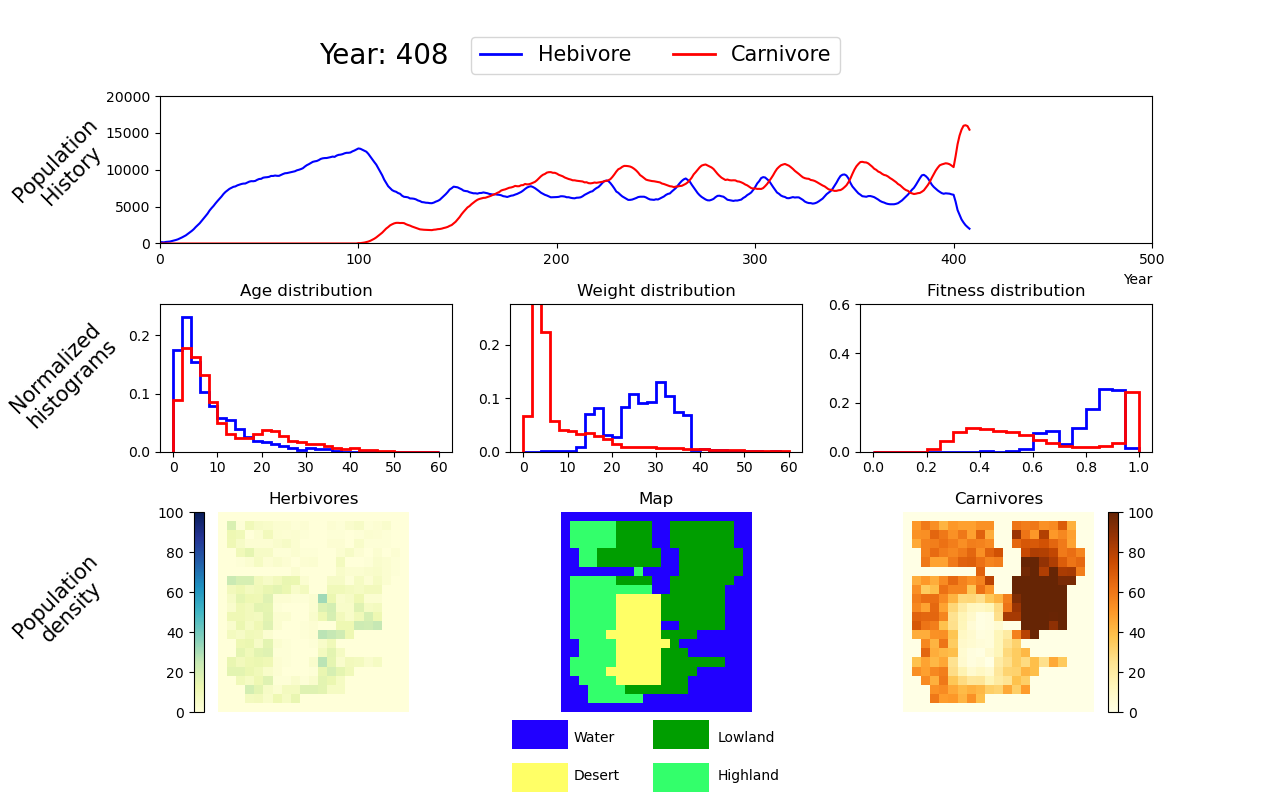 Year: 408
Hebivore
Carnivore
Population
History
20000
15000
10000
5000
0
0 100 200 300 400 500
Year
Normalized
histograms
Age distribution
0.2
0.1
0.0
0 10 20 30 40 50 60
Weight distribution
0.2
0.1
0.0
0 10 20 30 40 50 60
Fitness distribution
0.6
0.4
0.2
0.0
0.0 0.2 0.4 0.6 0.8 1.0
Population
density
Herbivores
100
80
60
40
20
0
Map
Carnivores
100
80
60
40
20
0
Water
Lowland
Desert
Highland